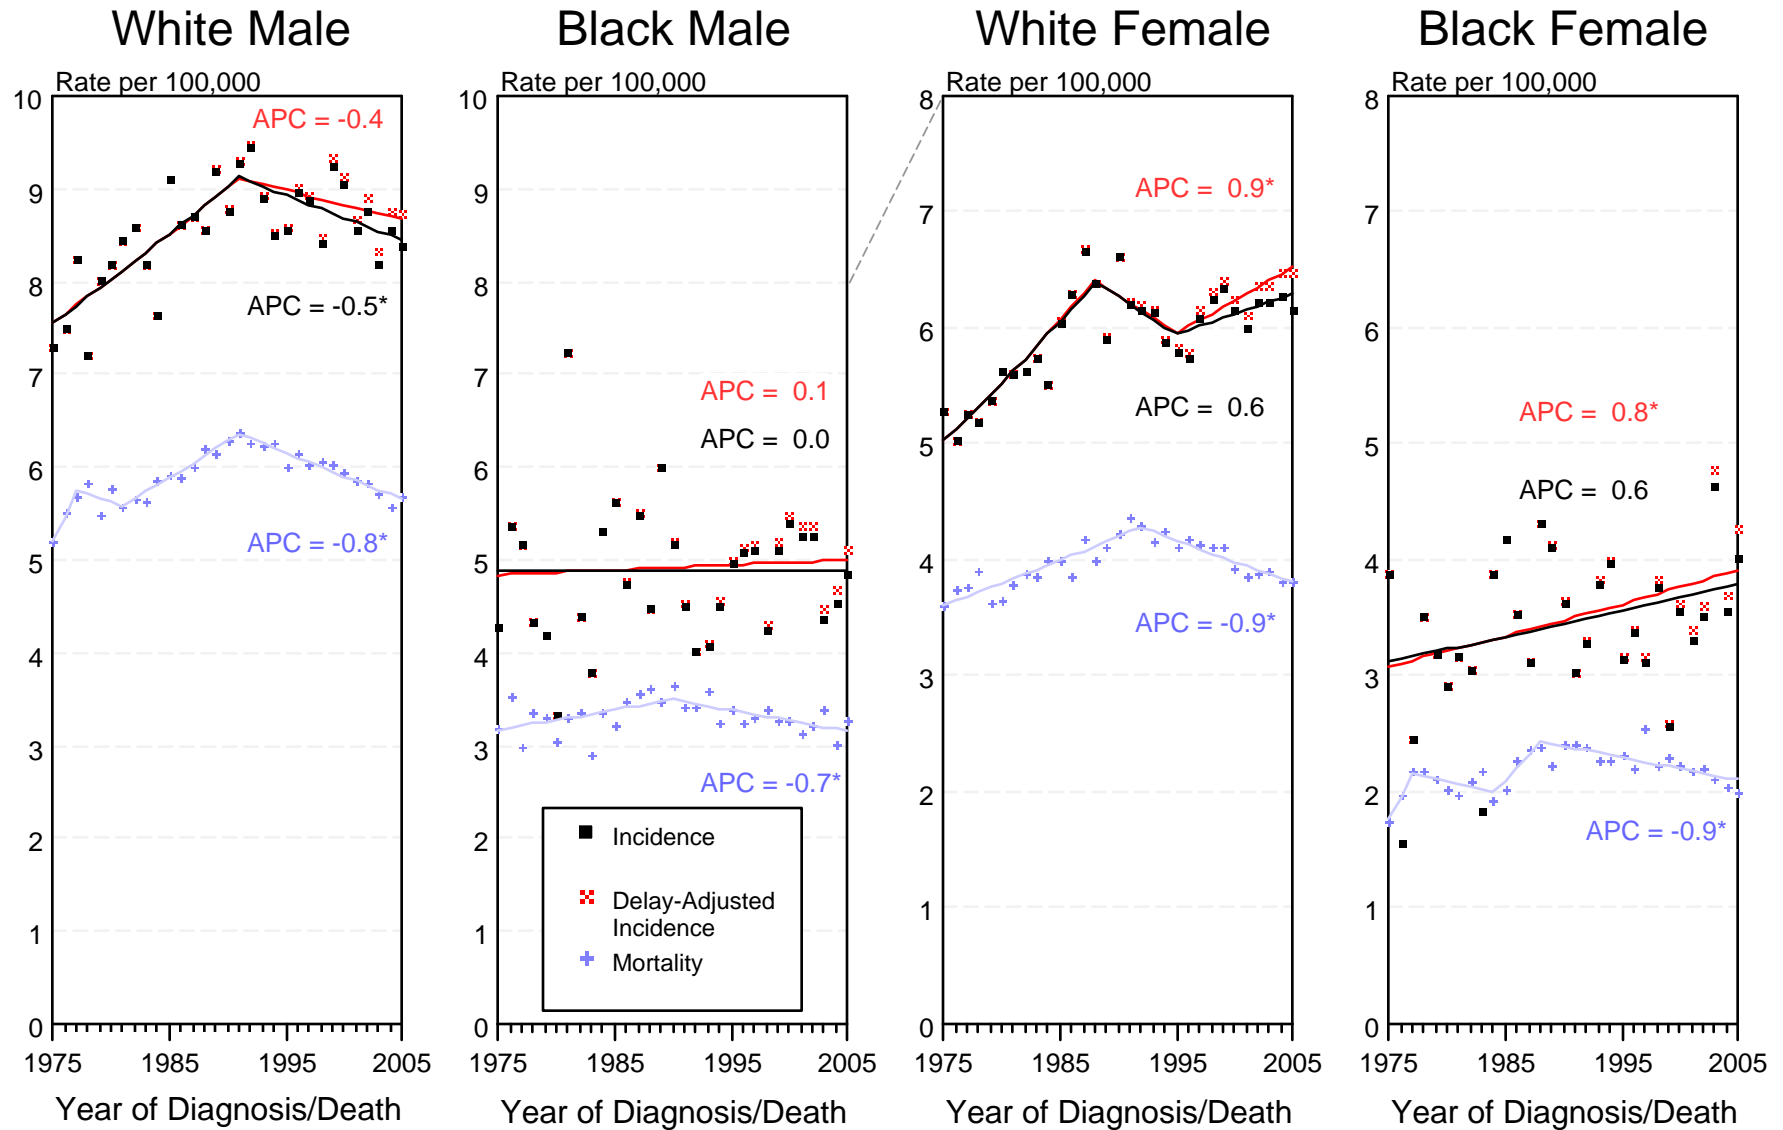 White Male
Black Male
White Female
Black Female
Rate per 100,000
Rate per 100,000
Rate per 100,000
Rate per 100,000
10
9
8
7
6
5
4
3
2
1
0
APC = -0.4
APC = -0.5*
APC = -0.8*
1975
1985
1995
2005
Year of Diagnosis/Death
10
9
8
7
6
5
4
3
2
1
0
APC = 0.1
APC = 0.0
APC = -0.7*
Incidence
Delay-Adjusted
Incidence
Mortality
1975
1985
1995
2005
Year of Diagnosis/Death
8
7
6
5
4
3
2
1
0
APC = 0.9*
APC = 0.6
APC = -0.9*
1975
1985
1995
2005
Year of Diagnosis/Death
8
7
6
5
4
3
2
1
0
APC = 0.8*
APC = 0.6
APC = -0.9*
1975
1985
1995
2005
Year of Diagnosis/Death